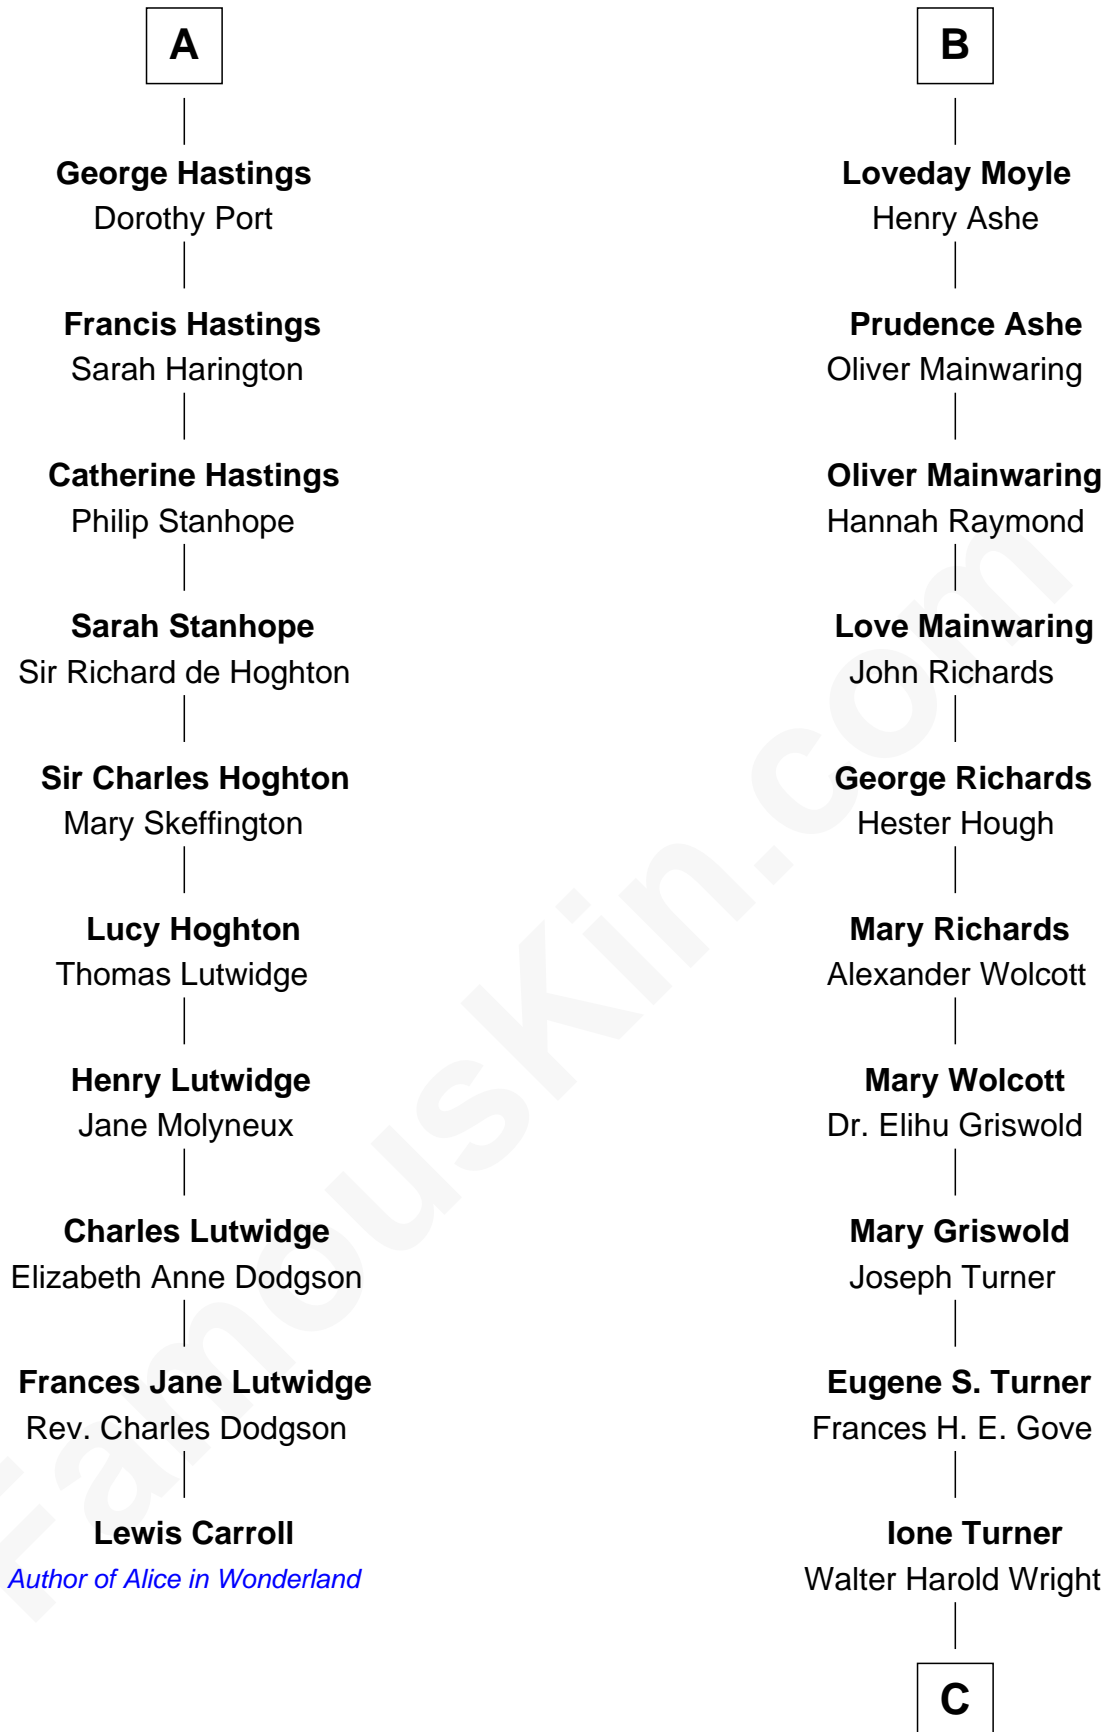 A
George Hastings
Dorothy Port
Francis Hastings
Sarah Harington
Catherine Hastings
Philip Stanhope
Sarah Stanhope
Sir Richard de Hoghton
Sir Charles Hoghton
Mary Skeffington
Lucy Hoghton
Thomas Lutwidge
Henry Lutwidge
Jane Molyneux
Charles Lutwidge
Elizabeth Anne Dodgson
Frances Jane Lutwidge
Rev. Charles Dodgson
Lewis Carroll
Author of Alice in Wonderland
B
Loveday Moyle
Henry Ashe
Prudence Ashe
Oliver Mainwaring
Oliver Mainwaring
Hannah Raymond
Love Mainwaring
John Richards
George Richards
Hester Hough
Mary Richards
Alexander Wolcott
Mary Wolcott
Dr. Elihu Griswold
Mary Griswold
Joseph Turner
Eugene S. Turner
Frances H. E. Gove
Ione Turner
Walter Harold Wright
C
FamousKin.com